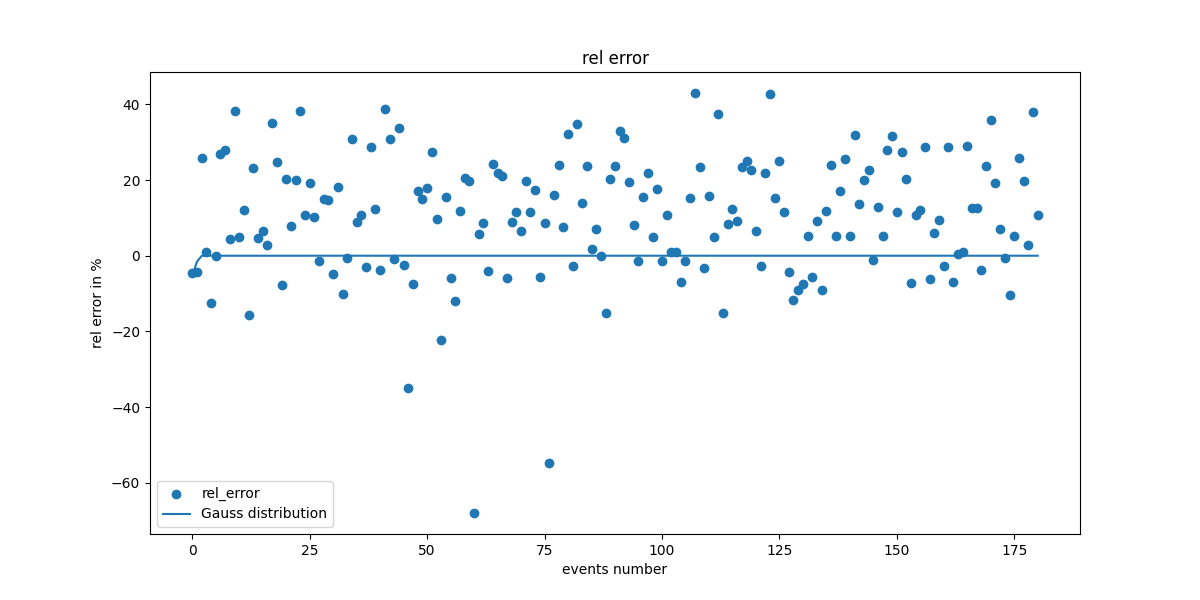 rel error
rel error in %
40
20
0
−20
−40
−60
rel_error
Gauss distribution
0
25
50
75
100
125
150
175
events number